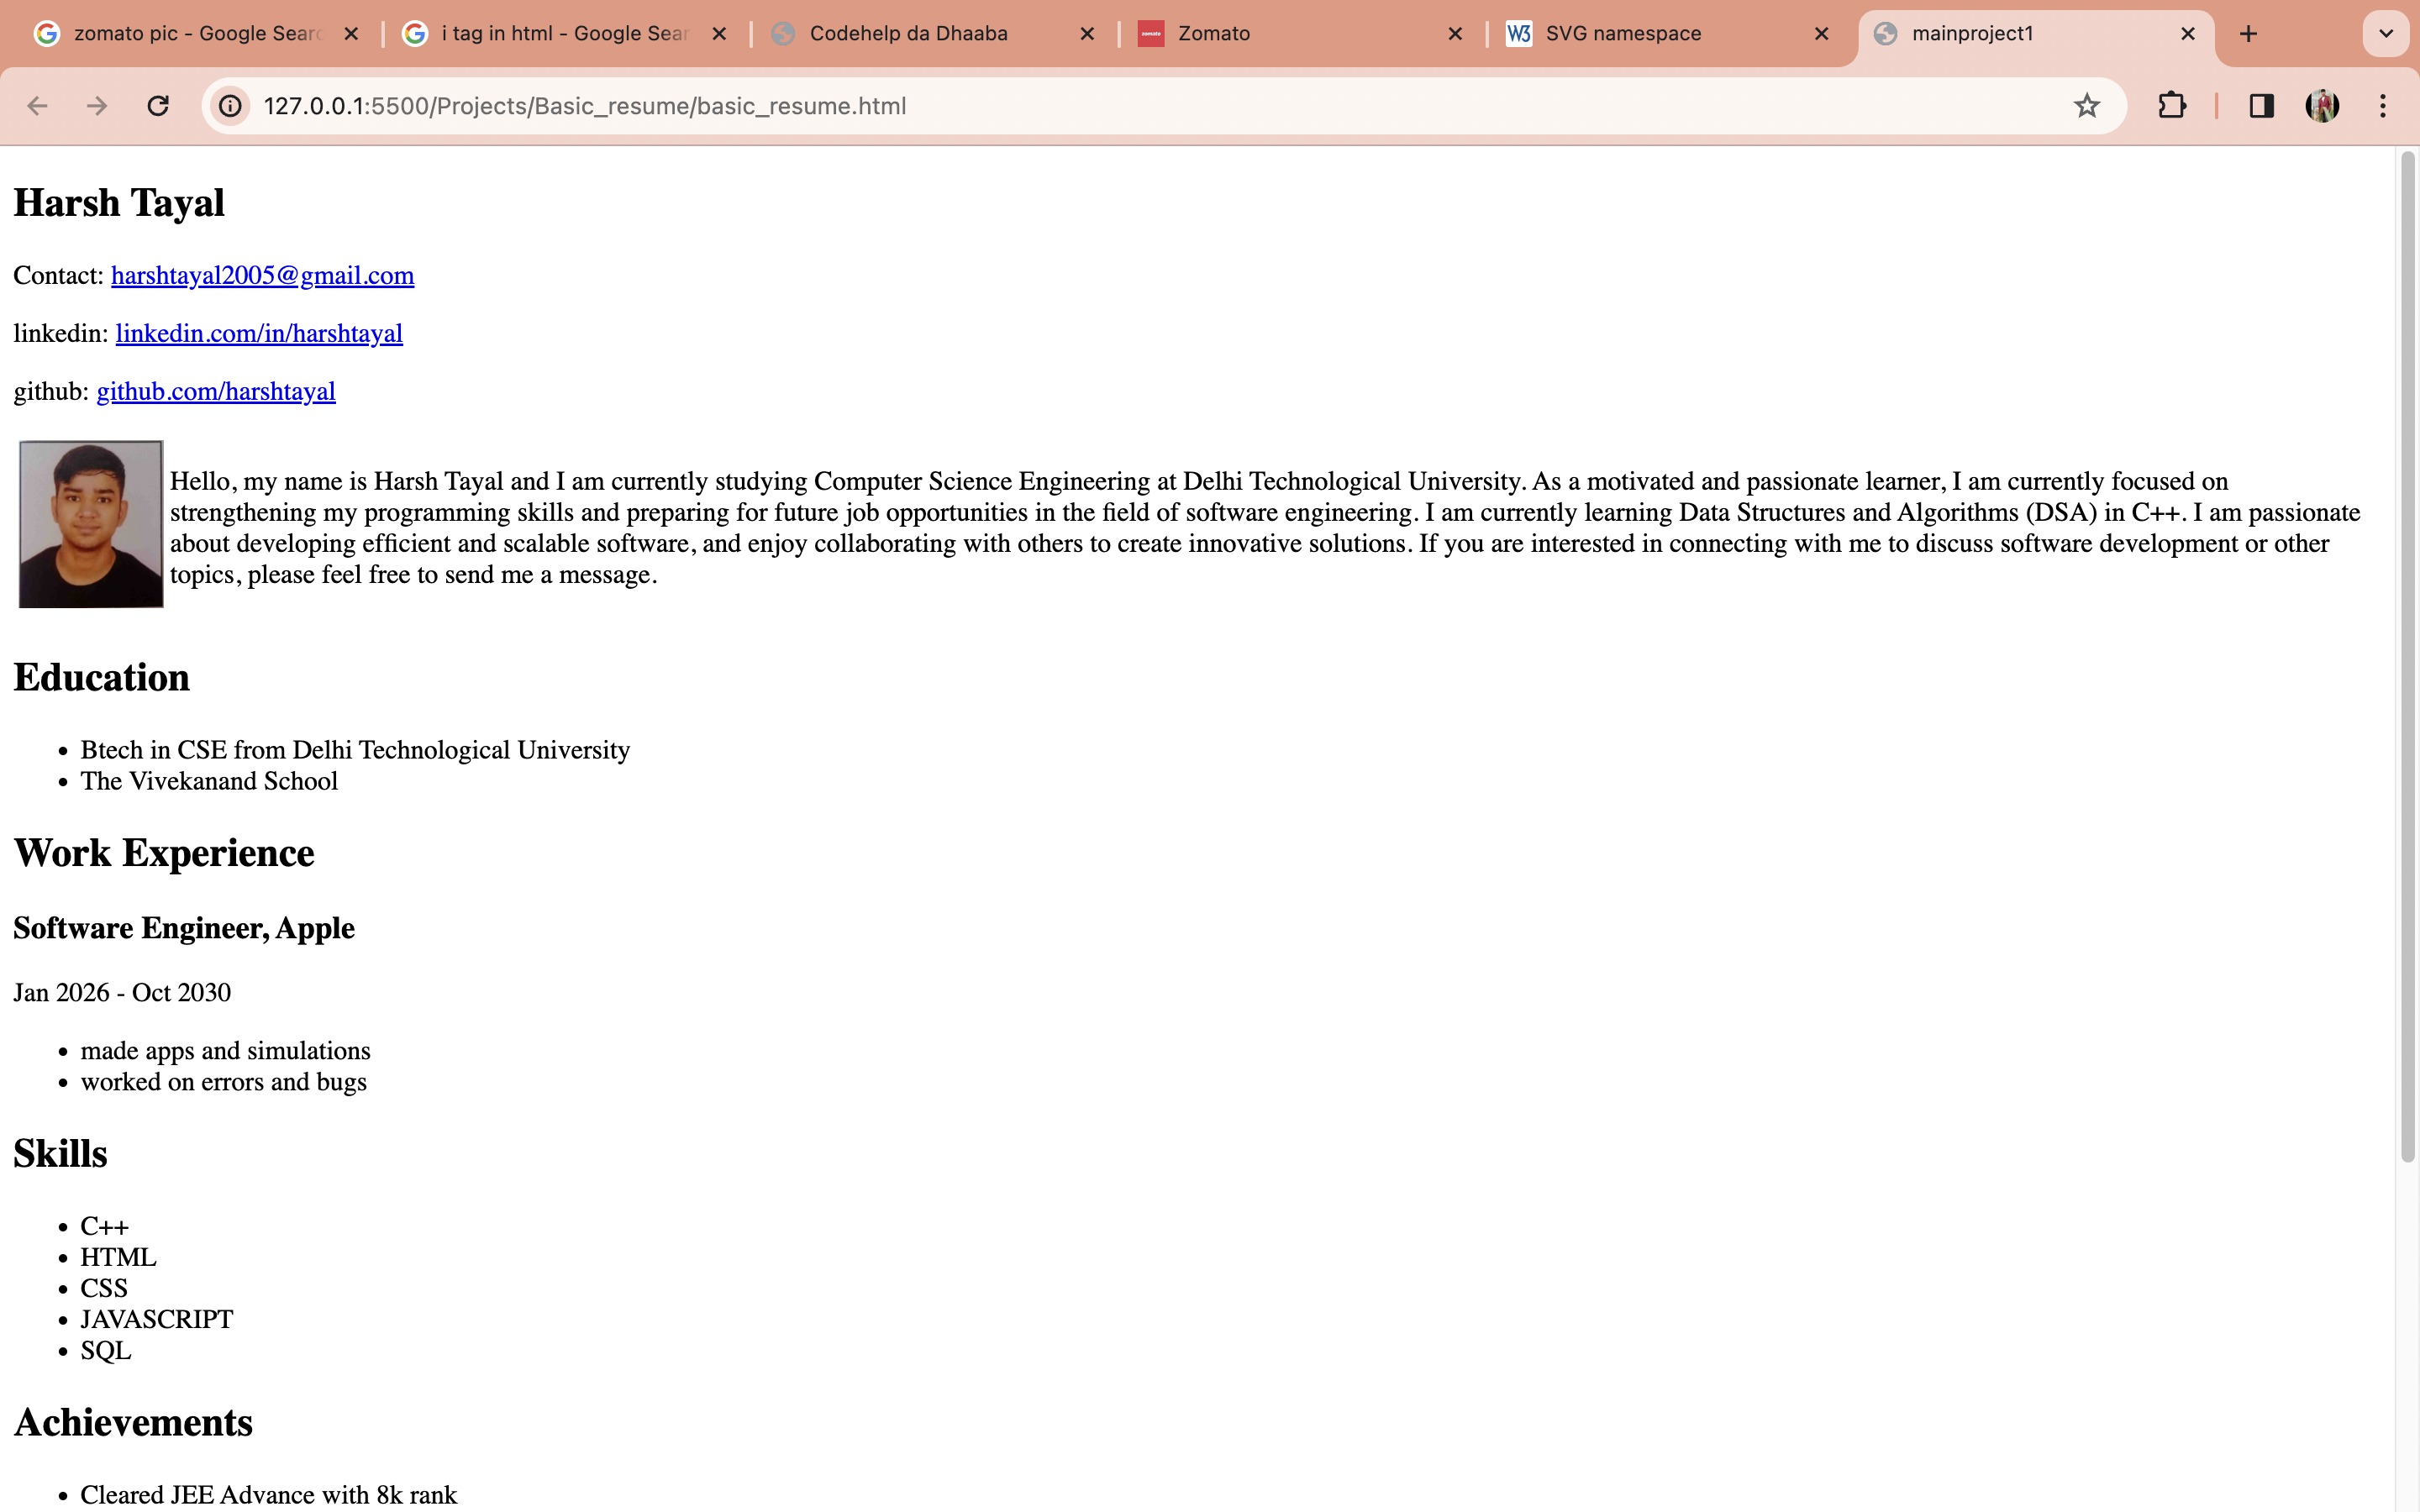 zomato pic - Google Searc
i tag in html - Google Sear
Codehelp da Dhaaba
zomato
Zomato
W3
SVG namespace
mainproject1
127.0.0.1:5500/Projects/Basic_resume/basic_resume.html
Harsh Tayal
Contact: harshtayal2005@gmail.com
linkedin: linkedin.com/in/harshtayal
github: github.com/harshtayal
Hello, my name is Harsh Tayal and I am currently studying Computer Science Engineering at Delhi Technological University. As a motivated and passionate learner, I am currently focused on
strengthening my programming skills and preparing for future job opportunities in the field of software engineering. I am currently learning Data Structures and Algorithms (DSA) in C++. I am passionate
about developing efficient and scalable software, and enjoy collaborating with others to create innovative solutions. If you are interested in connecting with me to discuss software development or other
topics, please feel free to send me a message.
Education
• Btech in CSE from Delhi Technological University
• The Vivekanand School
Work Experience
Software Engineer, Apple
Jan 2026 - Oct 2030
• made apps and simulations
• worked on errors and bugs
Skills
• C++
• HTML
• CSS
• JAVASCRIPT
• SQL
Achievements
• Cleared JEE Advance with 8k rank